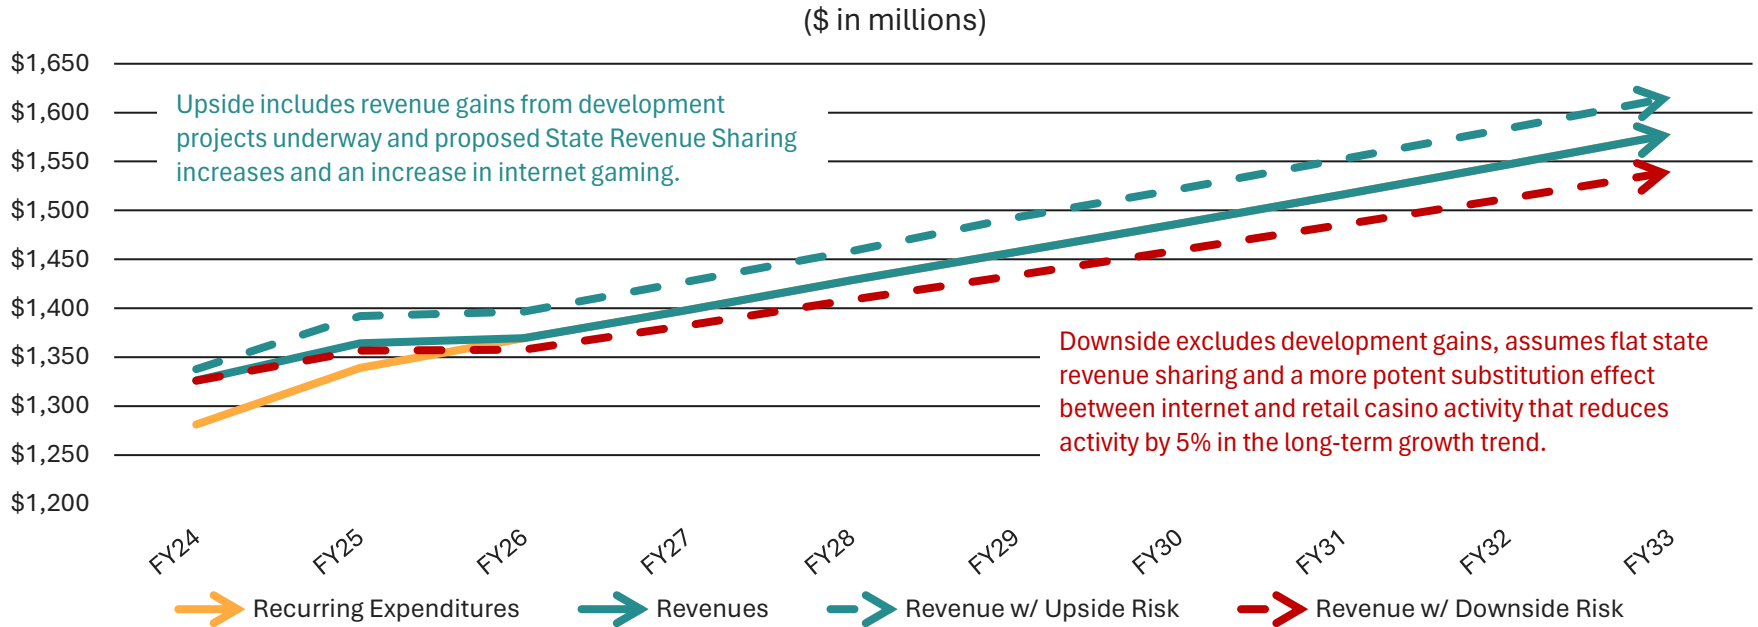 ($ in millions)
$1,650
$1,600
$1,550
$1,500
$1,450
$1,400
$1,350
$1,300
$1,250
$1,200
Upside includes revenue gains from development
projects underway and proposed State Revenue Sharing
increases and an increase in internet gaming.
Downside excludes development gains, assumes flat state
revenue sharing and a more potent substitution effect
between internet and retail casino activity that reduces
activity by 5% in the long-term growth trend.
FY24
FY25
FY26
FY27
FY28
FY29
FY30
FY31
FY32
FY33
Recurring Expenditures
Revenues
Revenue w/ Upside Risk
Revenue w/ Downside Risk